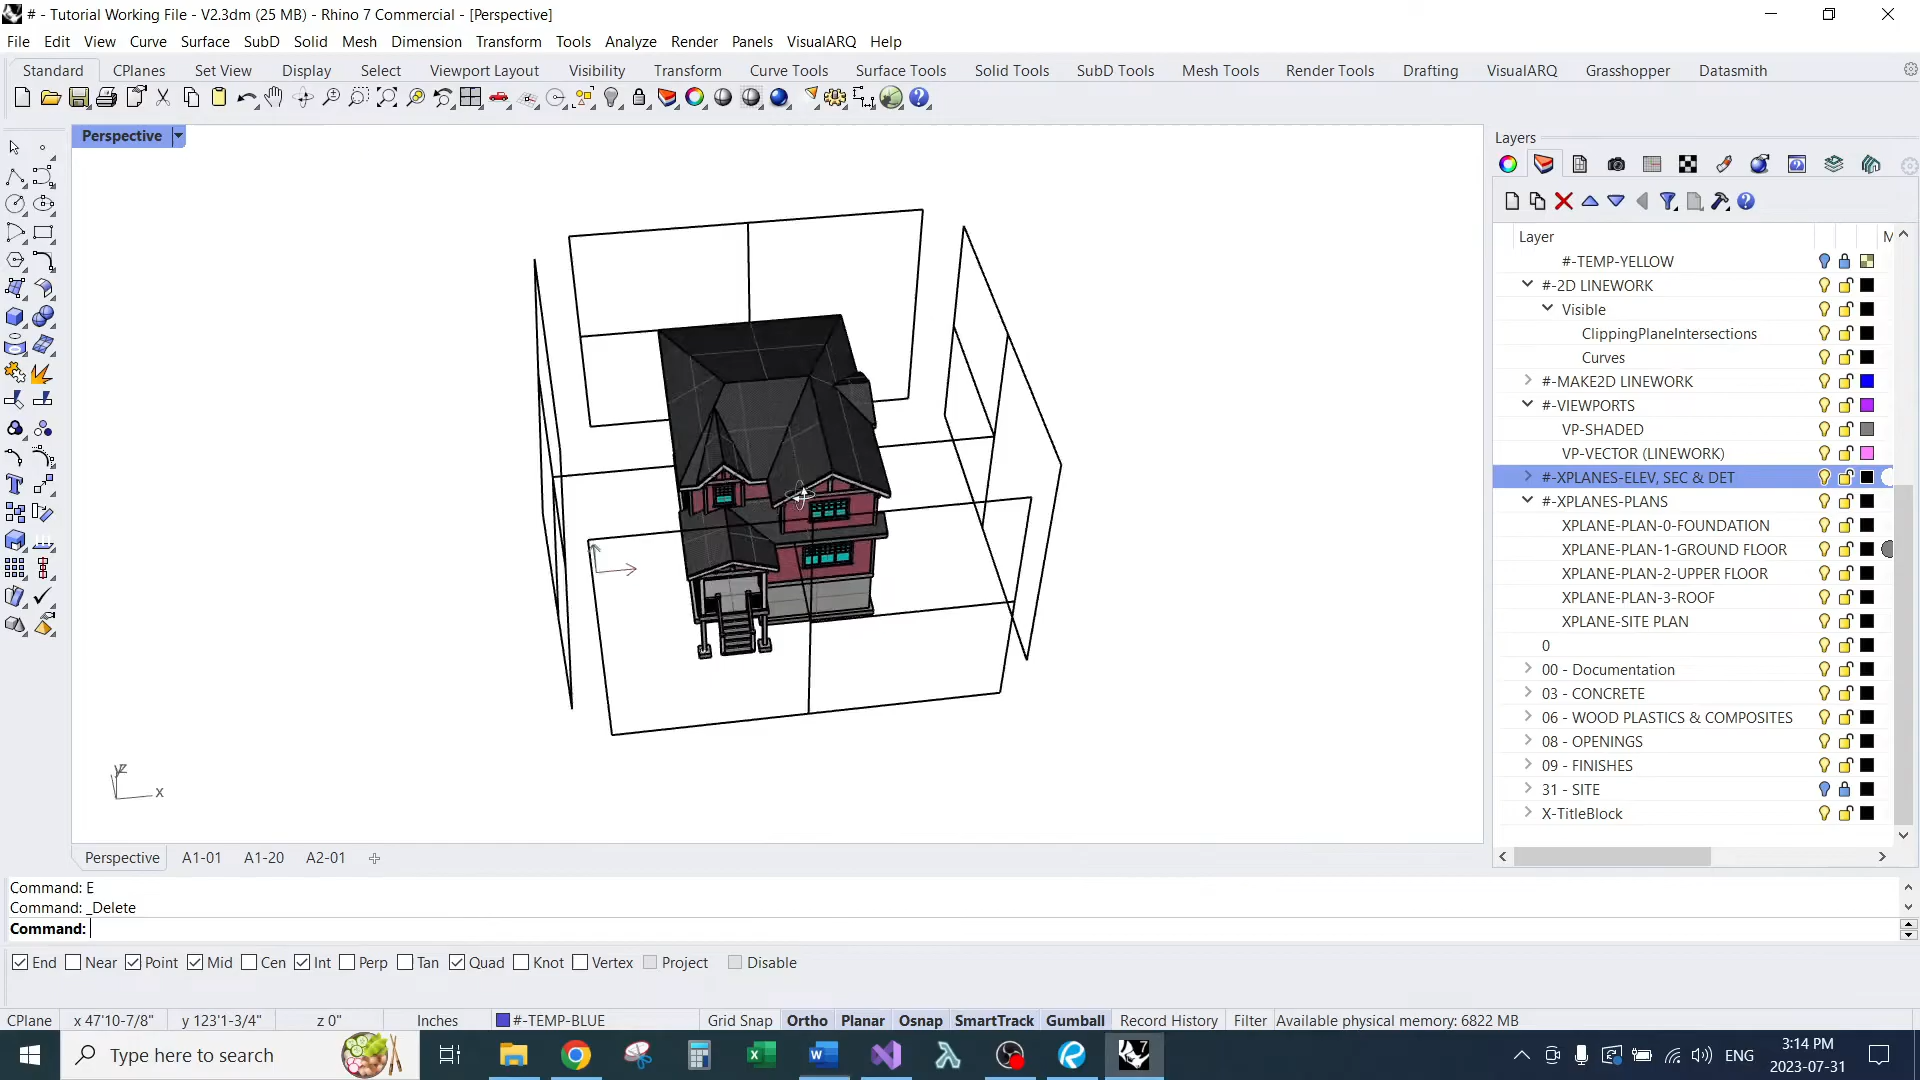 # - Tutorial Working File - V2.3dm (25 MB) - Rhino 7 Commercial - [Perspective]
File Edit View Curve Surface SubD Solid Mesh Dimension Transform Tools Analyze Render Panels VisualARQ Help
Standard CPlanes Set View Display Select Viewport Layout Visibility Transform Curve Tools Surface Tools Solid Tools SubD Tools Mesh Tools Render Tools Drafting VisualARQ Grasshopper Datasmith
Perspective
Layers
Layer M
#-TEMP-YELLOW
#-2D LINEWORK
Visible
ClippingPlaneIntersections
Curves
#-MAKE2D LINEWORK
#-VIEWPORTS
VP-SHADED
VP-VECTOR (LINEWORK)
#-XPLANES-ELEV, SEC & DET
#-XPLANES-PLANS
XPLANE-PLAN-0-FOUNDATION
XPLANE-PLAN-1-GROUND FLOOR
XPLANE-PLAN-2-UPPER FLOOR
XPLANE-PLAN-3-ROOF
XPLANE-SITE PLAN
0
00 - Documentation
03 - CONCRETE
06 - WOOD PLASTICS & COMPOSITES
08 - OPENINGS
09 - FINISHES
31 - SITE
X-TitleBlock
x
Perspective A1-01 A1-20 A2-01
Command: E
Command: _Delete
Command:
End Near Point Mid Cen Int Perp Tan Quad Knot Vertex Project Disable
CPlane x 47'10-7/8" y 123'1-3/4" z 0" Inches #-TEMP-BLUE Grid Snap Ortho Planar Osnap SmartTrack Gumball Record History Filter Available physical memory: 6822 MB
Type here to search
ENG
3:14 PM
2023-07-31